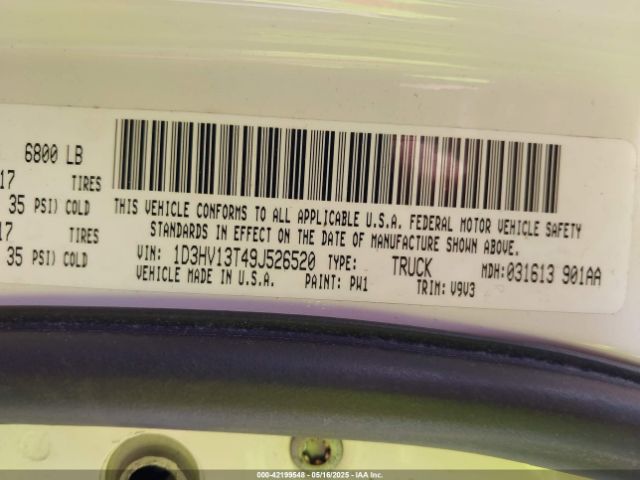 6800 LB
17 TIRES
35 PSI) COLD
17 TIRES
35 PSI) COLD
THIS VEHICLE CONFORMS TO ALL APPLICABLE U.S.A. FEDERAL MOTOR VEHICLE SAFETY
STANDARDS IN EFFECT ON THE DATE OF MANUFACTURE SHOWN ABOVE.
VIN: 1D3HV13T49J526520 TYPE: TRUCK MDH:031613 901AA
VEHICLE MADE IN U.S.A. PAINT: PW1 TRIM: V9V3
000-42199548 - 05/16/2025 - IAA Inc.